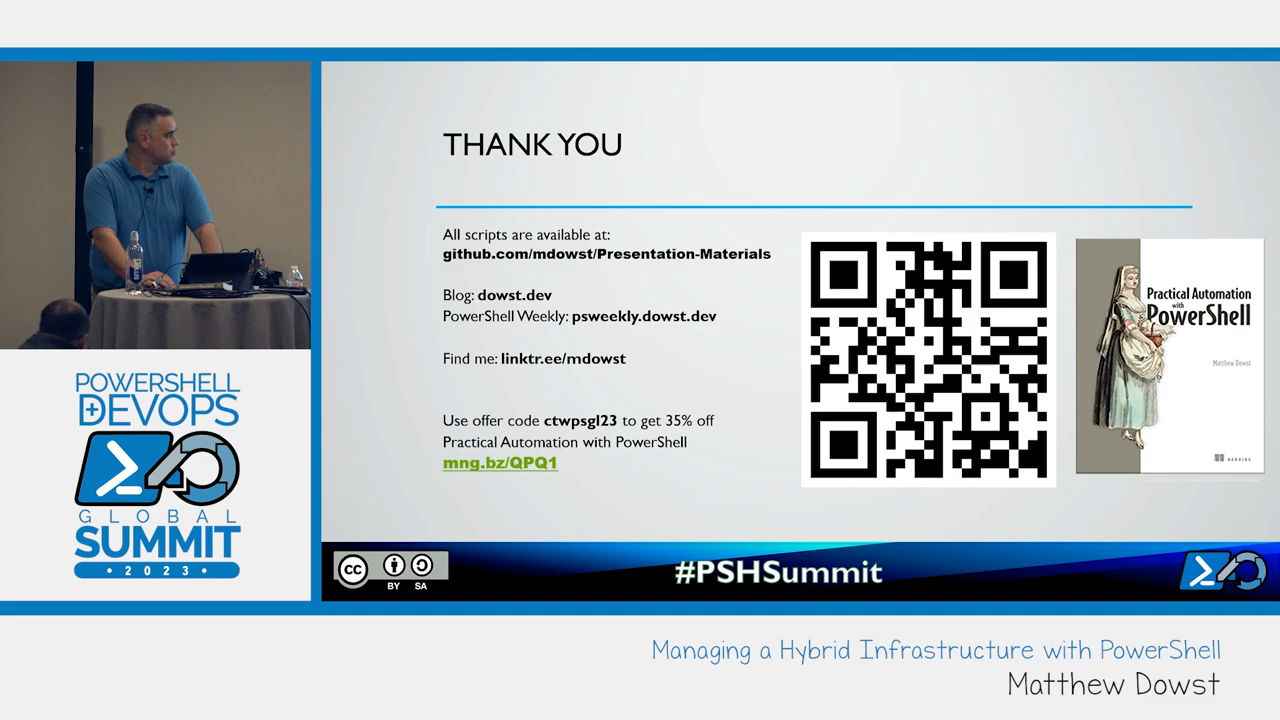 THANK YOU
All scripts are available at:
github.com/mdowst/Presentation-Materials
Blog: dowst.dev
PowerShell Weekly: psweekly.dowst.dev
Find me: linktr.ee/mdowst
Use offer code ctwpsgl23 to get 35% off
Practical Automation with PowerShell
mng.bz/QPQ1
Practical Automation
with
PowerShell
Matthew Dowst
MANNING
POWERSHELL
+DEVOPS
GLOBAL
SUMMIT
• 2023 •
cc
BY SA
#PSHSummit
Managing a Hybrid Infrastructure with PowerShell
Matthew Dowst